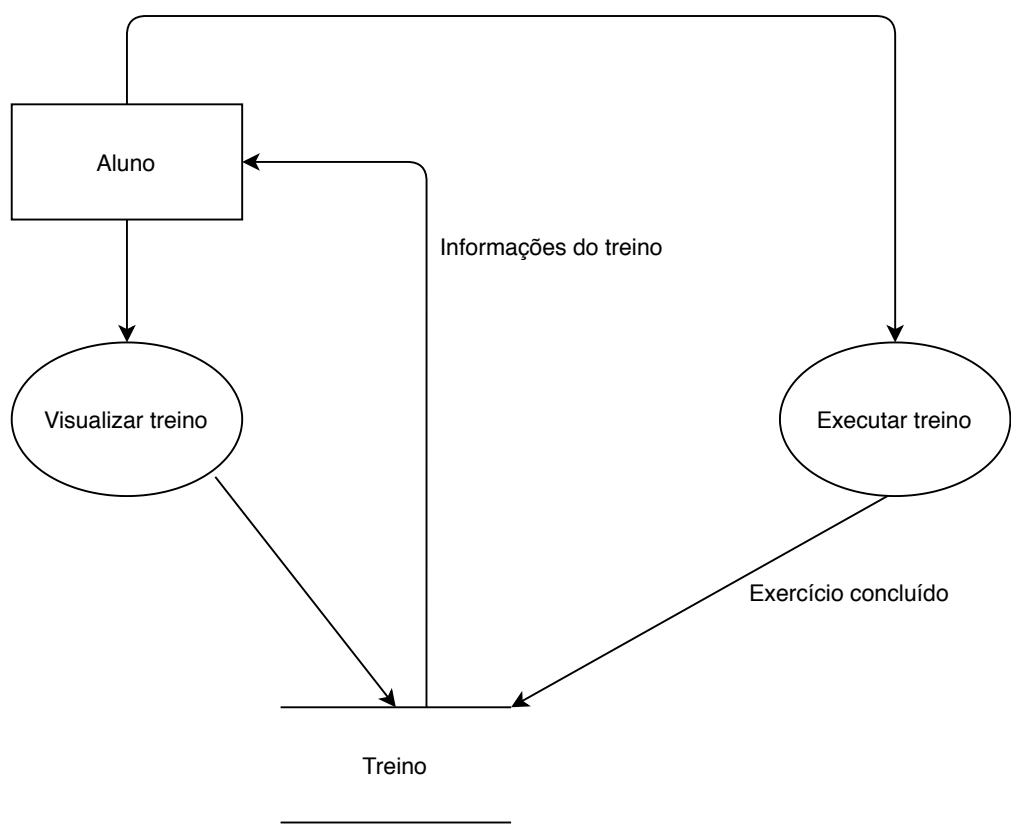 Aluno
Informações do treino
Visualizar treino
Executar treino
Exercício concluído
Treino